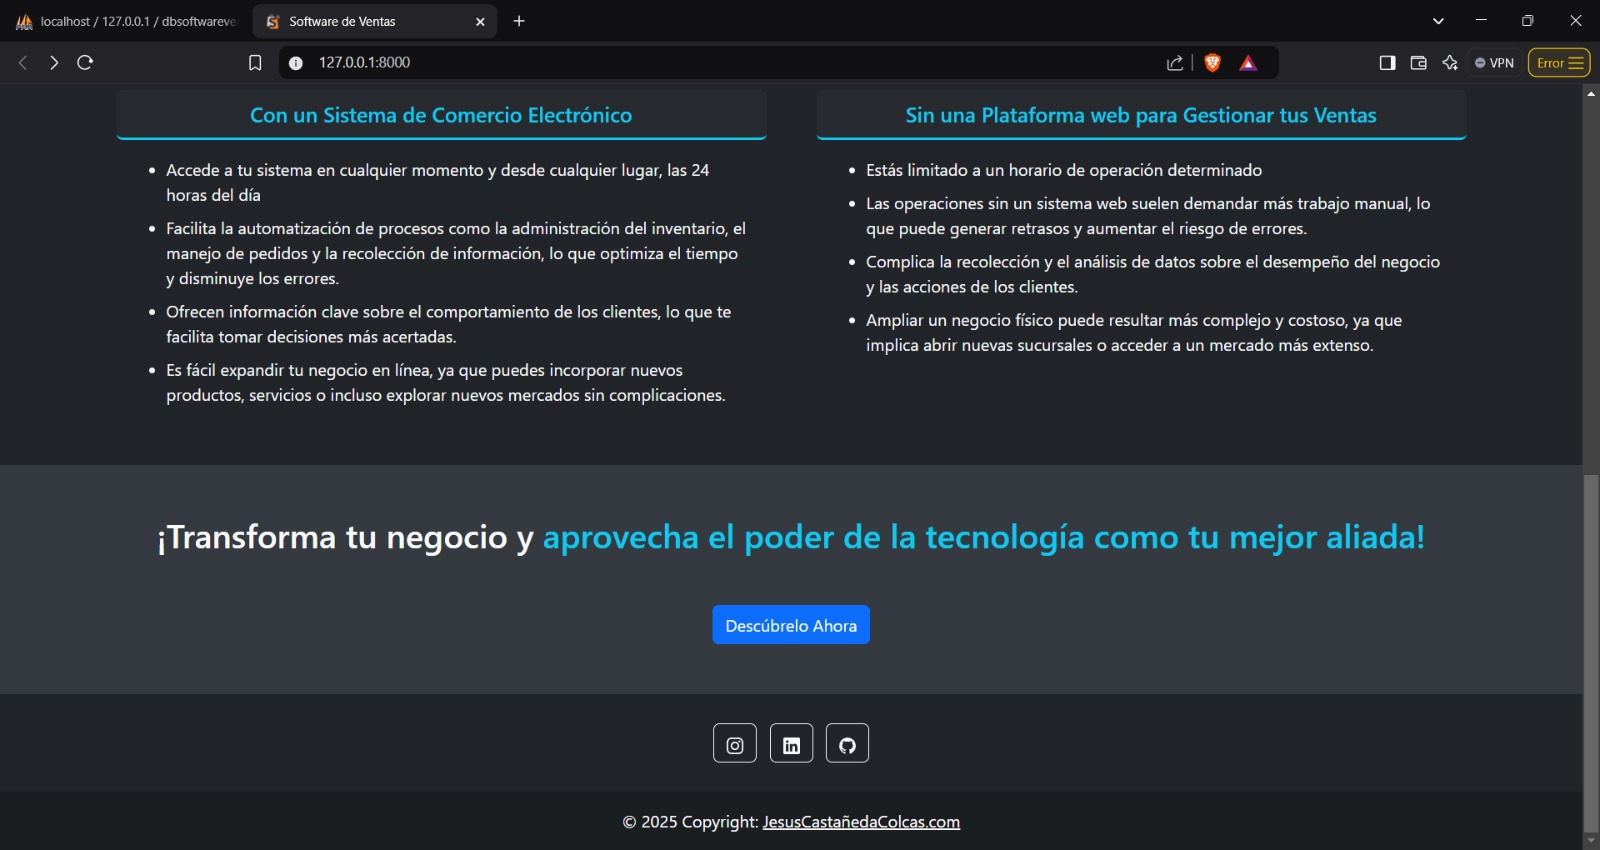 localhost / 127.0.0.1 / dbsoftwareve
Software de Ventas
127.0.0.1:8000
VPN
Error
Con un Sistema de Comercio Electrónico
Accede a tu sistema en cualquier momento y desde cualquier lugar, las 24
horas del día
Facilita la automatización de procesos como la administración del inventario, el
manejo de pedidos y la recolección de información, lo que optimiza el tiempo
y disminuye los errores.
Ofrecen información clave sobre el comportamiento de los clientes, lo que te
facilita tomar decisiones más acertadas.
Es fácil expandir tu negocio en línea, ya que puedes incorporar nuevos
productos, servicios o incluso explorar nuevos mercados sin complicaciones.
Sin una Plataforma web para Gestionar tus Ventas
Estás limitado a un horario de operación determinado
Las operaciones sin un sistema web suelen demandar más trabajo manual, lo
que puede generar retrasos y aumentar el riesgo de errores.
Complica la recolección y el análisis de datos sobre el desempeño del negocio
y las acciones de los clientes.
Ampliar un negocio físico puede resultar más complejo y costoso, ya que
implica abrir nuevas sucursales o acceder a un mercado más extenso.
¡Transforma tu negocio y aprovecha el poder de la tecnología como tu mejor aliada!
Descúbrelo Ahora
© 2025 Copyright: JesusCastañedaColcas.com